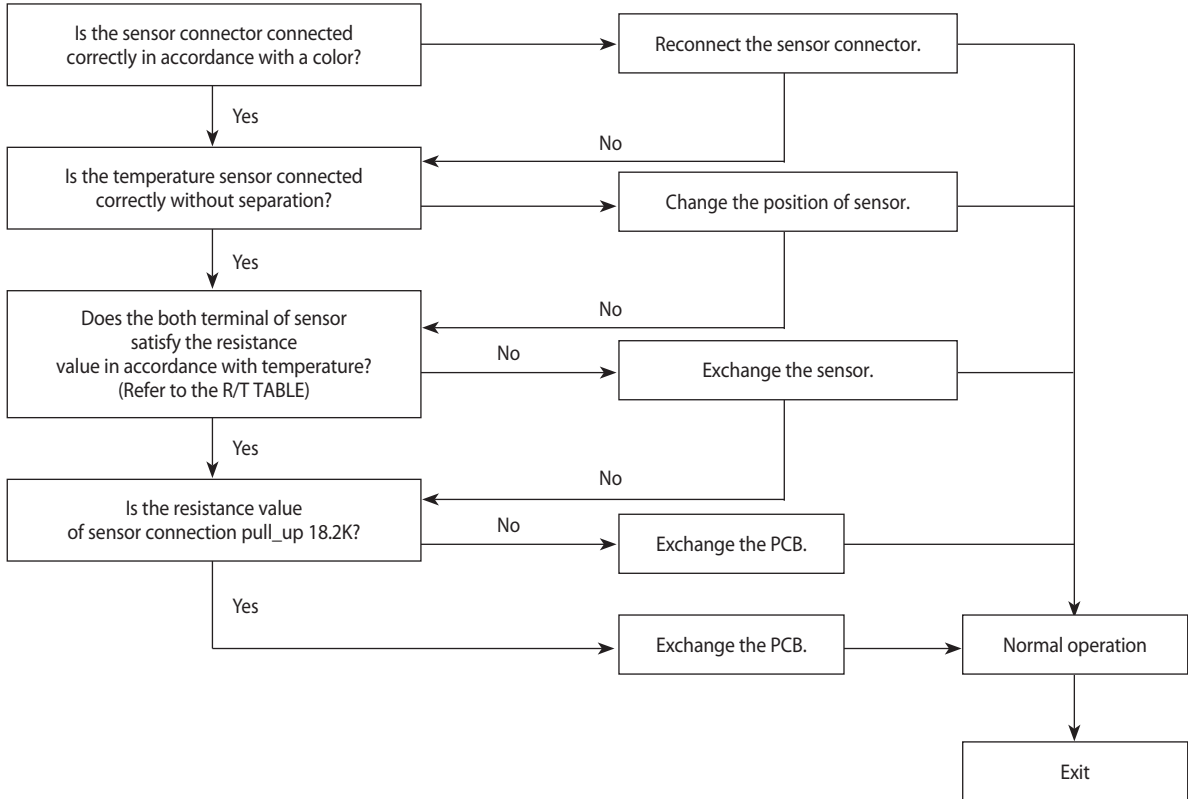 Is the sensor connector connected
correctly in accordance with a color?
Reconnect the sensor connector.
Yes
No
Is the temperature sensor connected
correctly without separation?
Change the position of sensor.
Yes
No
Does the both terminal of sensor
satisfy the resistance
value in accordance with temperature?
(Refer to the R/T TABLE)
No
Exchange the sensor.
Yes
No
Is the resistance value
of sensor connection pull_up 18.2K?
No
Exchange the PCB.
Yes
Exchange the PCB.
Normal operation
Exit